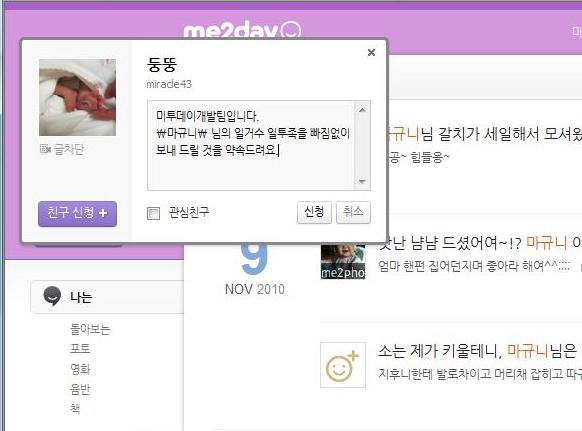 me2day
마
둥뚱
miracle43
미투데이개발팀입니다.
₩마규니₩ 님의 일거수 일투족을 빠짐없이
보내 드릴 것을 약속드려요.
글차단
친구 신청 +
관심친구
신청
취소
마규니님 갈치가 세일해서 모셔왔
공~ 힘들옹~
9
NOV 2010
맛난 냠냠 드셨어여~!? 마규니 이
엄마 핸편 집어던지며 좋아라 해여^^;;;;
me2pho
소는 제가 키울테니, 마규니님은
지후니한테 발로차이고 머리채 잡히고 따귀
나는
돌아보는
포토
영화
음반
책